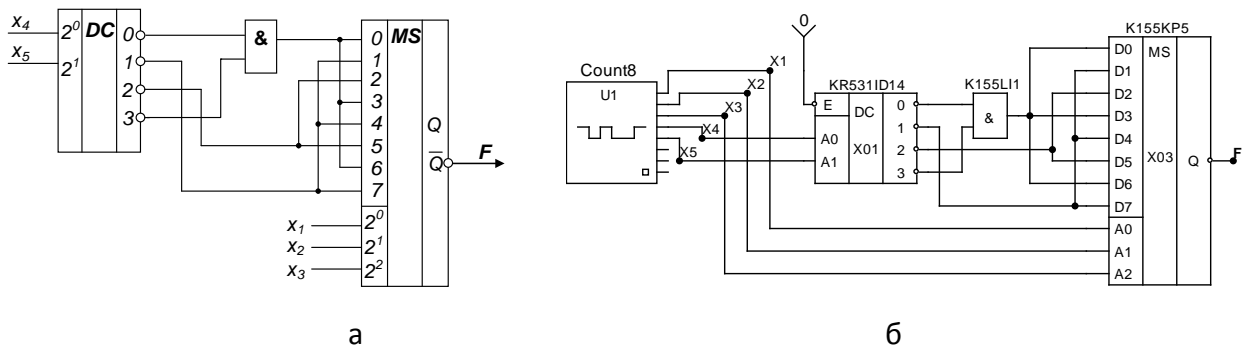 x4
x5
2^0
2^1
DC
0
1
2
3
&
0
1
2
3
4
5
6
7
MS
Q
Q̅
F
x1
x2
x3
2^0
2^1
2^2
а
Count8
U1
0
X1
X2
X3
X4
X5
KR531ID14
E
A0
A1
DC
X01
0
1
2
3
K155LI1
&
K155KP5
D0
D1
D2
D3
D4
D5
D6
D7
A0
A1
A2
MS
X03
Q
F
б